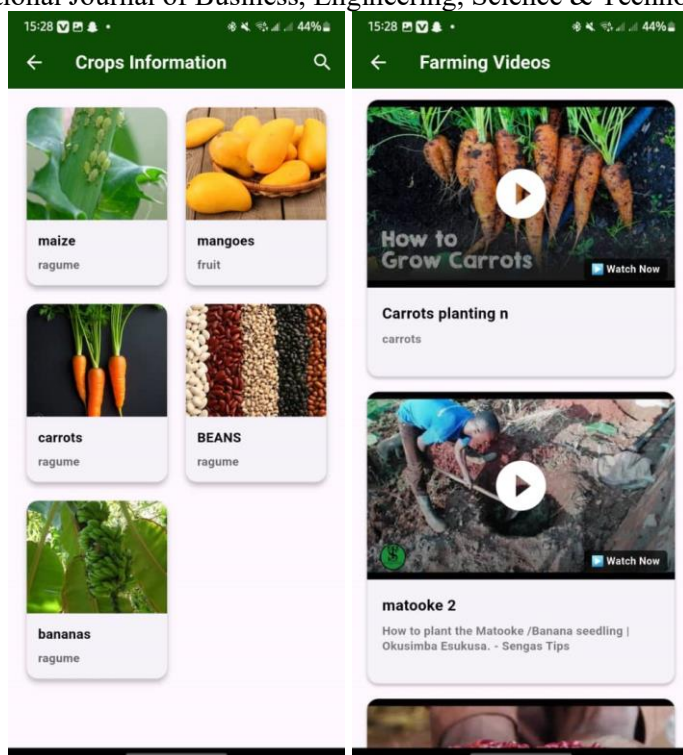 ional Journal of Business, Engineering, Science & Techno
15:28
44%
Crops Information
maize
ragume
mangoes
fruit
carrots
ragume
BEANS
ragume
bananas
ragume
15:28
44%
Farming Videos
How to
Grow Carrots
Watch Now
Carrots planting n
carrots
Watch Now
matooke 2
How to plant the Matooke /Banana seedling |
Okusimba Esukusa. - Sengas Tips